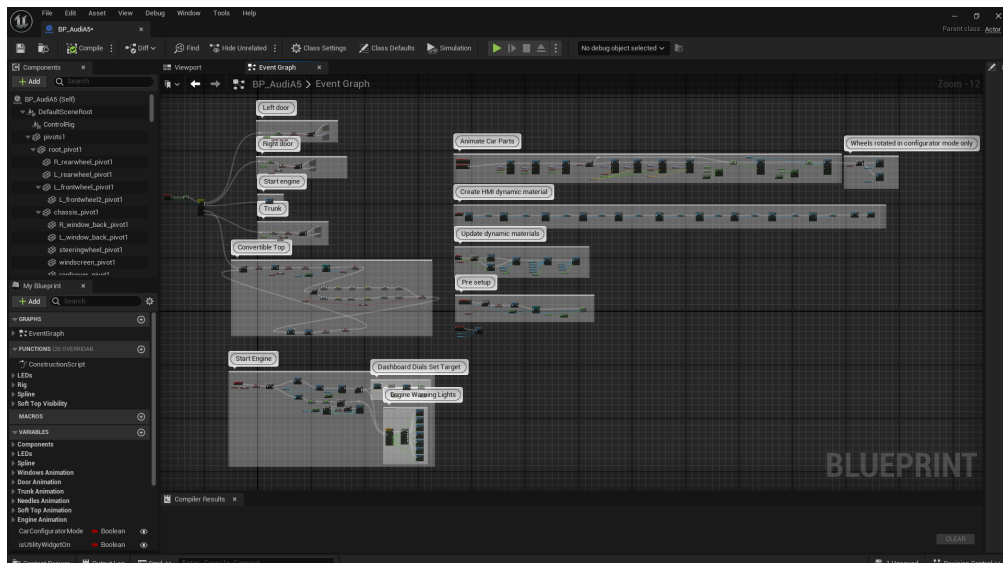 File Edit Asset View Debug Window Tools Help
BP_AudiA5•
Parent class: Actor
Compile Diff Find Hide Unrelated Class Settings Class Defaults Simulation No debug object selected
Components
Viewport Event Graph
+ Add Search
BP_AudiA5 > Event Graph
Zoom -12
BP_AudiA5 (Self)
DefaultSceneRoot
ControlRig
pivots1
root_pivot1
R_rearwheel_pivot1
L_rearwheel_pivot1
L_frontwheel_pivot1
L_frontwheel2_pivot1
chassis_pivot1
R_window_back_pivot1
L_window_back_pivot1
steeringwheel_pivot1
windscreen_pivot1
Left door
Right door
Start engine
Trunk
Convertible Top
Animate Car Parts
Wheels rotated in configurator mode only
Create HMI dynamic material
Update dynamic materials
Pre setup
Start Engine
Dashboard Dials Set Target
Engine Warning Lights
BLUEPRINT
My Blueprint
+ Add Search
GRAPHS
EventGraph
FUNCTIONS (20 OVERRIDAB
ConstructionScript
LEDs
Rig
Spline
Soft Top Visibility
MACROS
VARIABLES
Components
LEDs
Spline
Windows Animation
Door Animation
Trunk Animation
Needles Animation
Soft Top Animation
Engine Animation
CarConfiguratorMode Boolean
isUtilityWidgetOn Boolean
Compiler Results
CLEAR